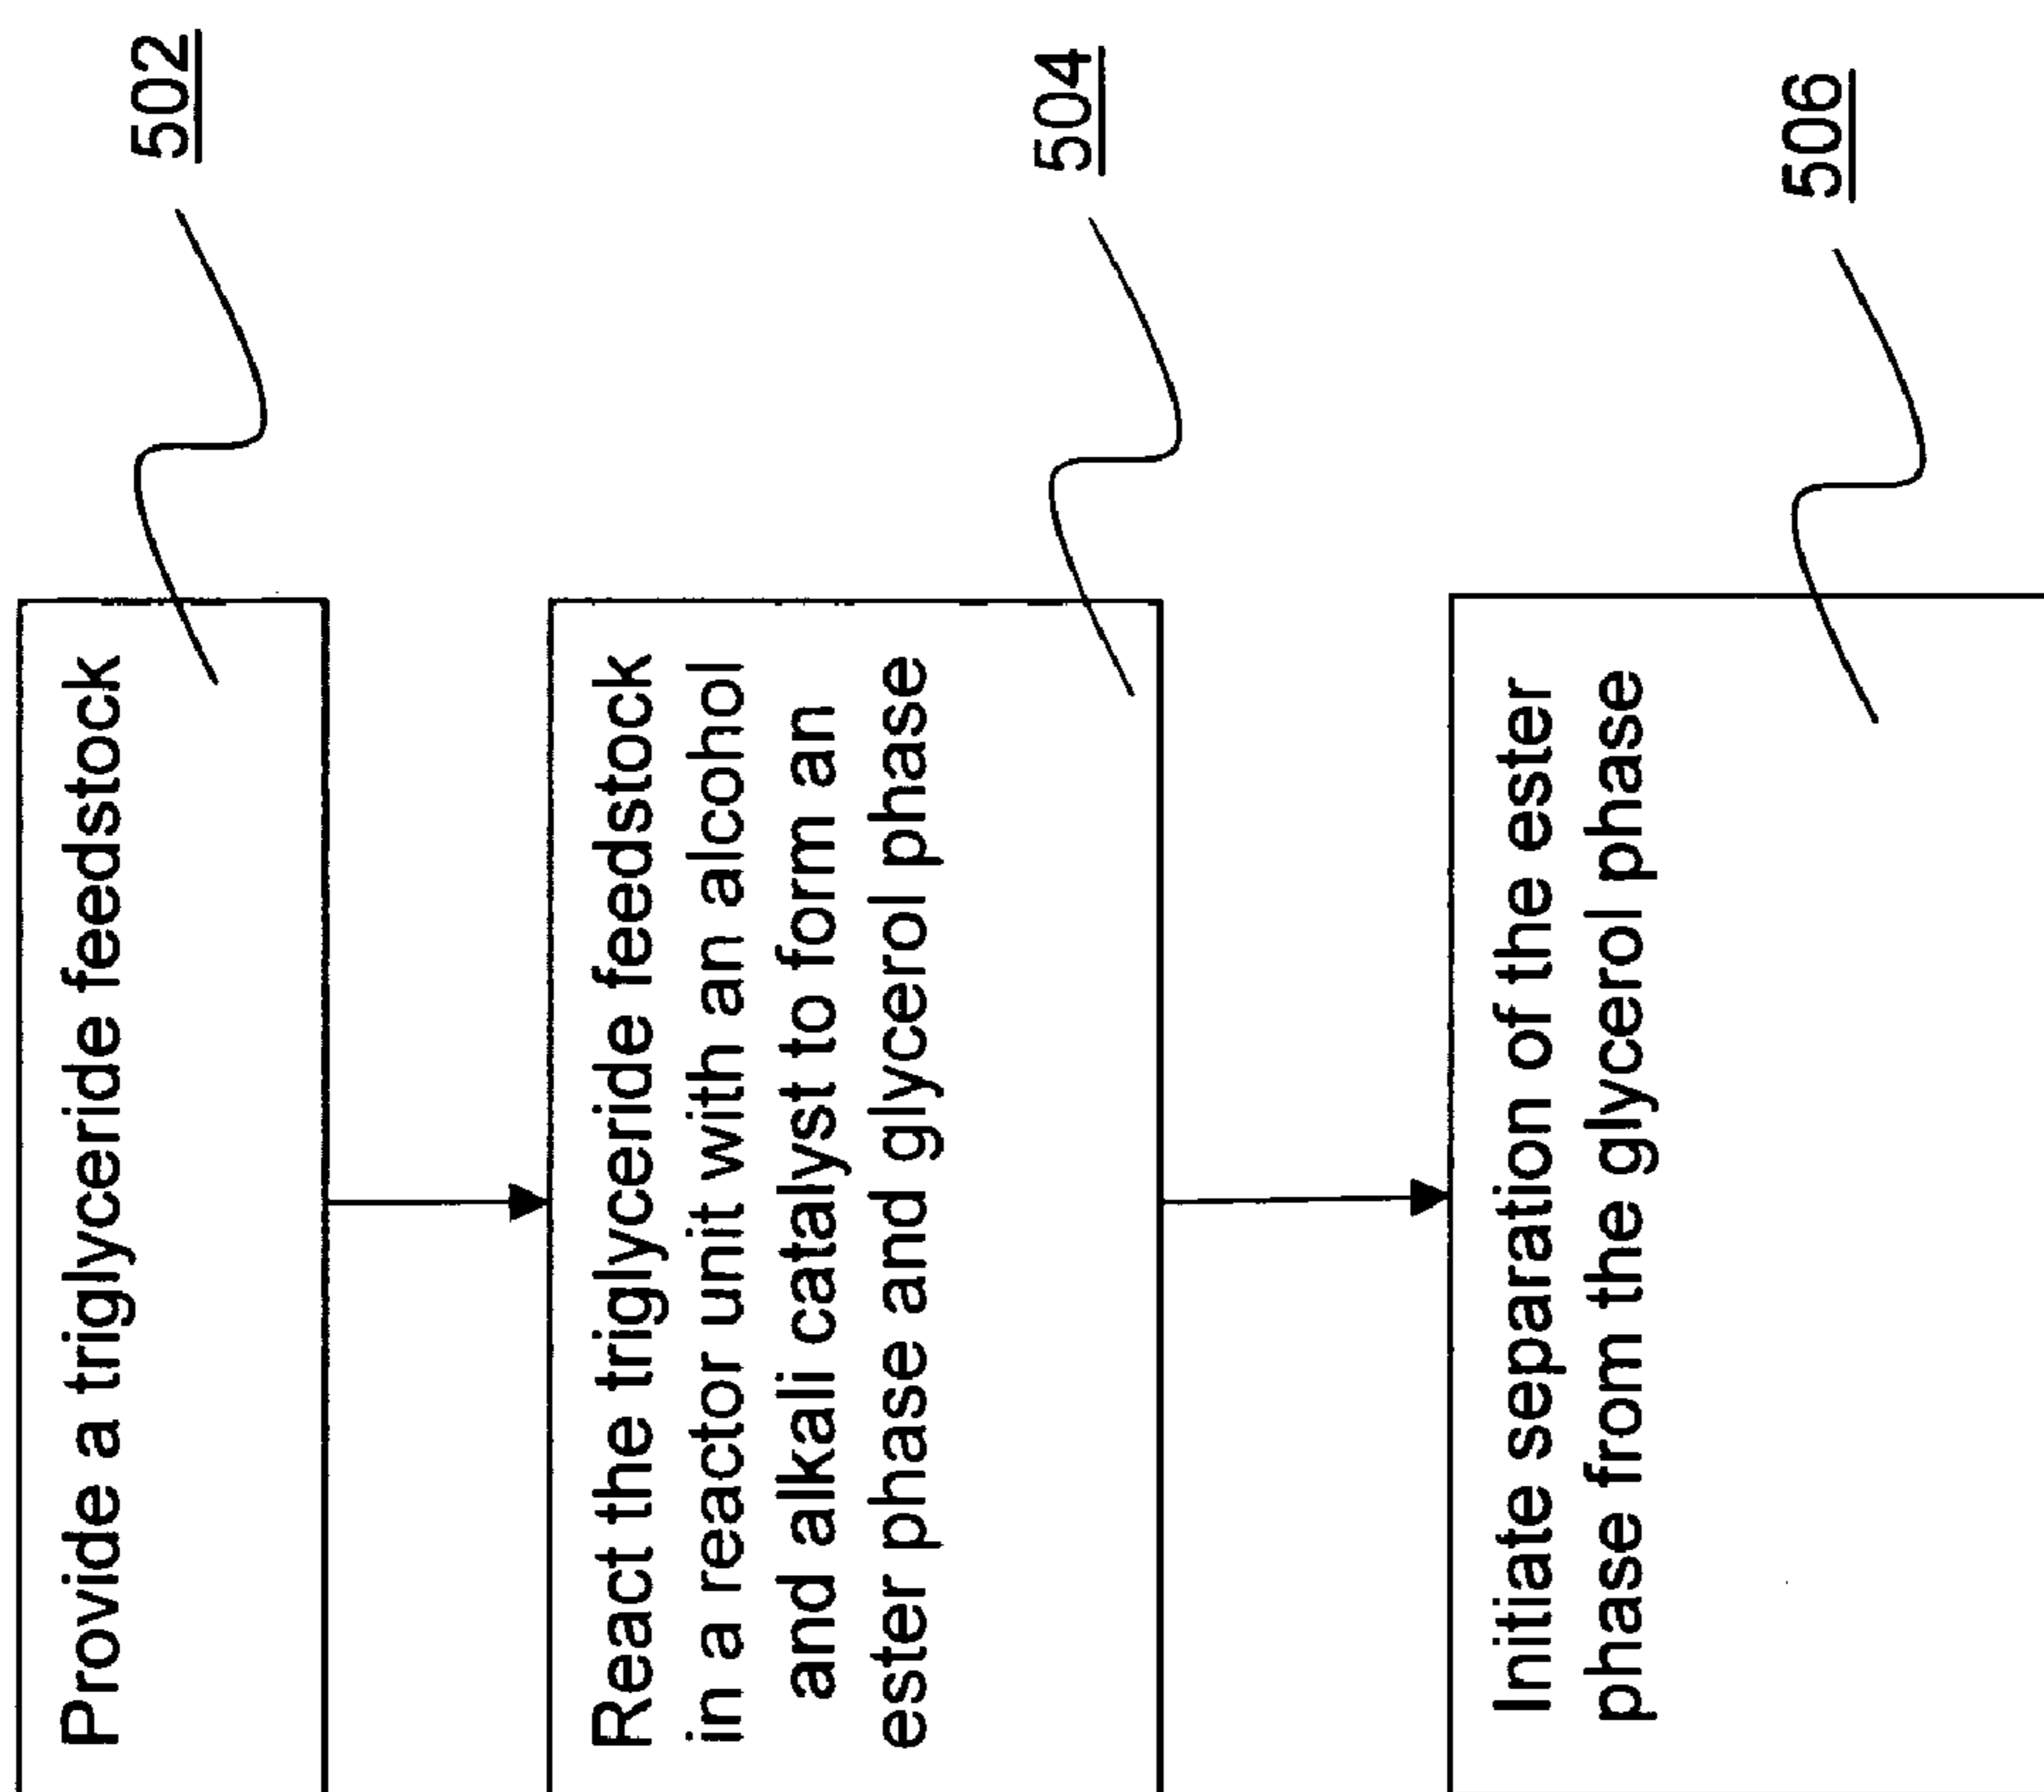 Provide a triglyceride feedstock
502
React the triglyceride feedstock
in a reactor unit with an alcohol
and alkali catalyst to form an
ester phase and glycerol phase
504
Initiate separation of the ester
phase from the glycerol phase
506